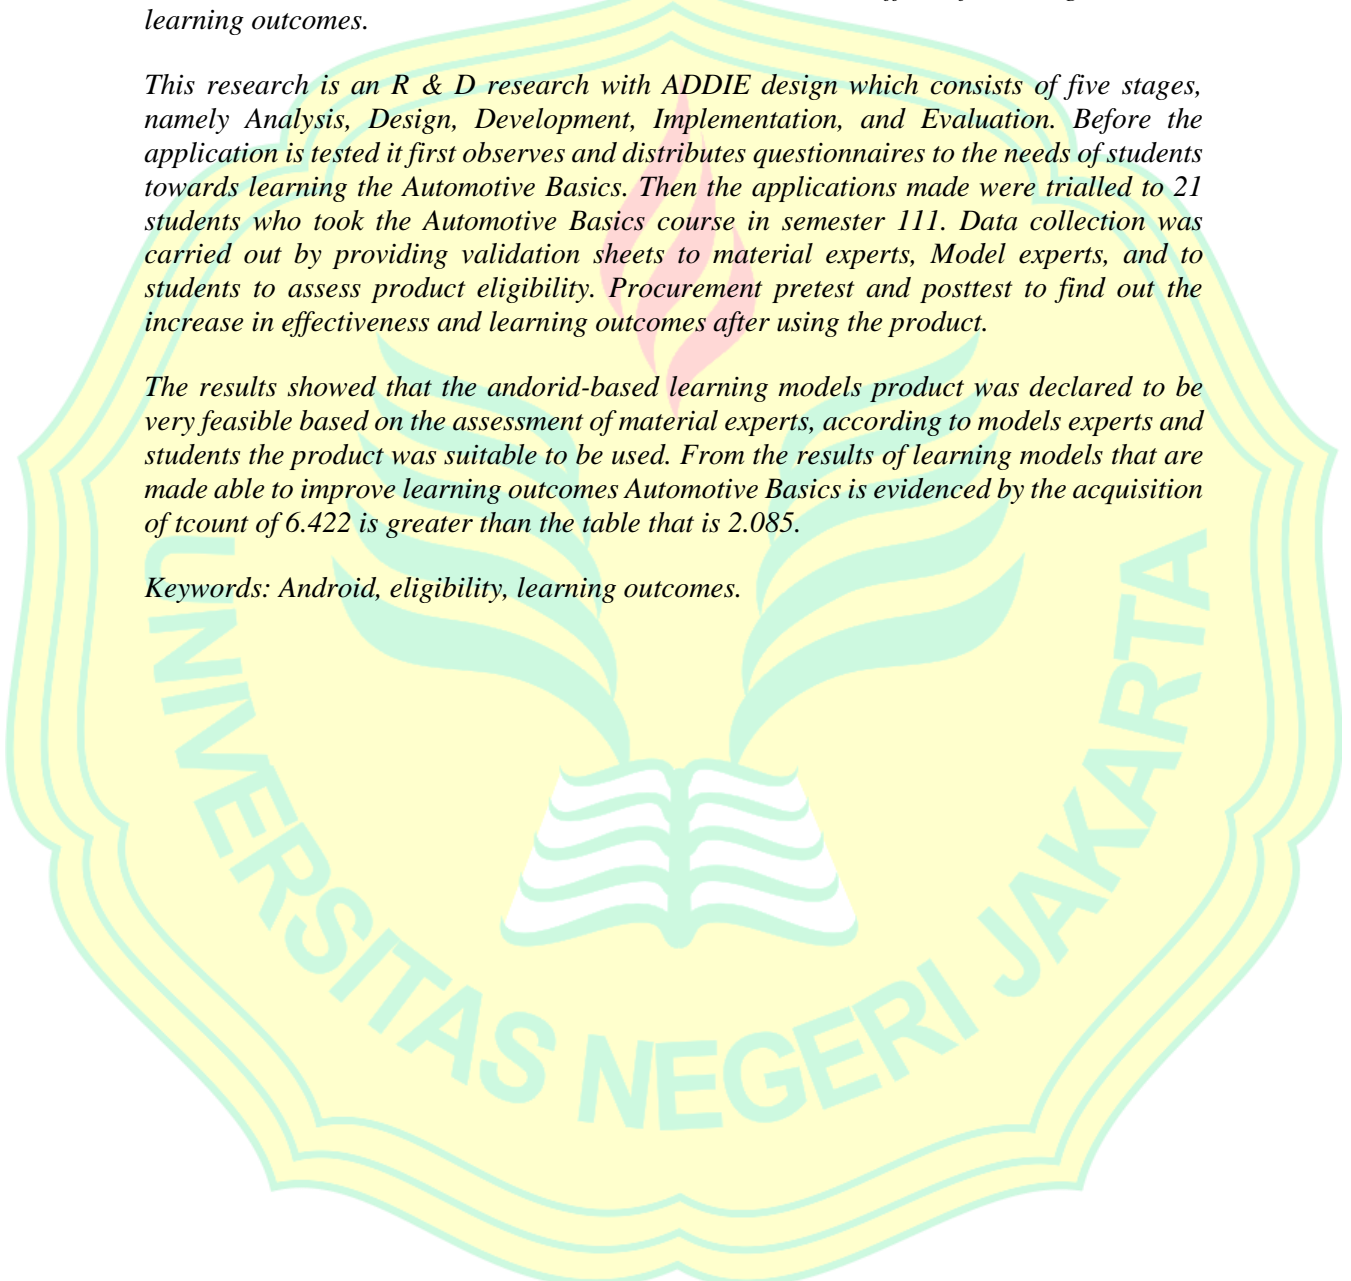 learning outcomes.
This research is an R & D research with ADDIE design which consists of five stages,
namely Analysis, Design, Development, Implementation, and Evaluation. Before the
application is tested it first observes and distributes questionnaires to the needs of students
towards learning the Automotive Basics. Then the applications made were trialled to 21
students who took the Automotive Basics course in semester 111. Data collection was
carried out by providing validation sheets to material experts, Model experts, and to
students to assess product eligibility. Procurement pretest and posttest to find out the
increase in effectiveness and learning outcomes after using the product.
The results showed that the andorid-based learning models product was declared to be
very feasible based on the assessment of material experts, according to models experts and
students the product was suitable to be used. From the results of learning models that are
made able to improve learning outcomes Automotive Basics is evidenced by the acquisition
of tcount of 6.422 is greater than the table that is 2.085.
Keywords: Android, eligibility, learning outcomes.
UNIVERSITAS NEGERI JAKARTA